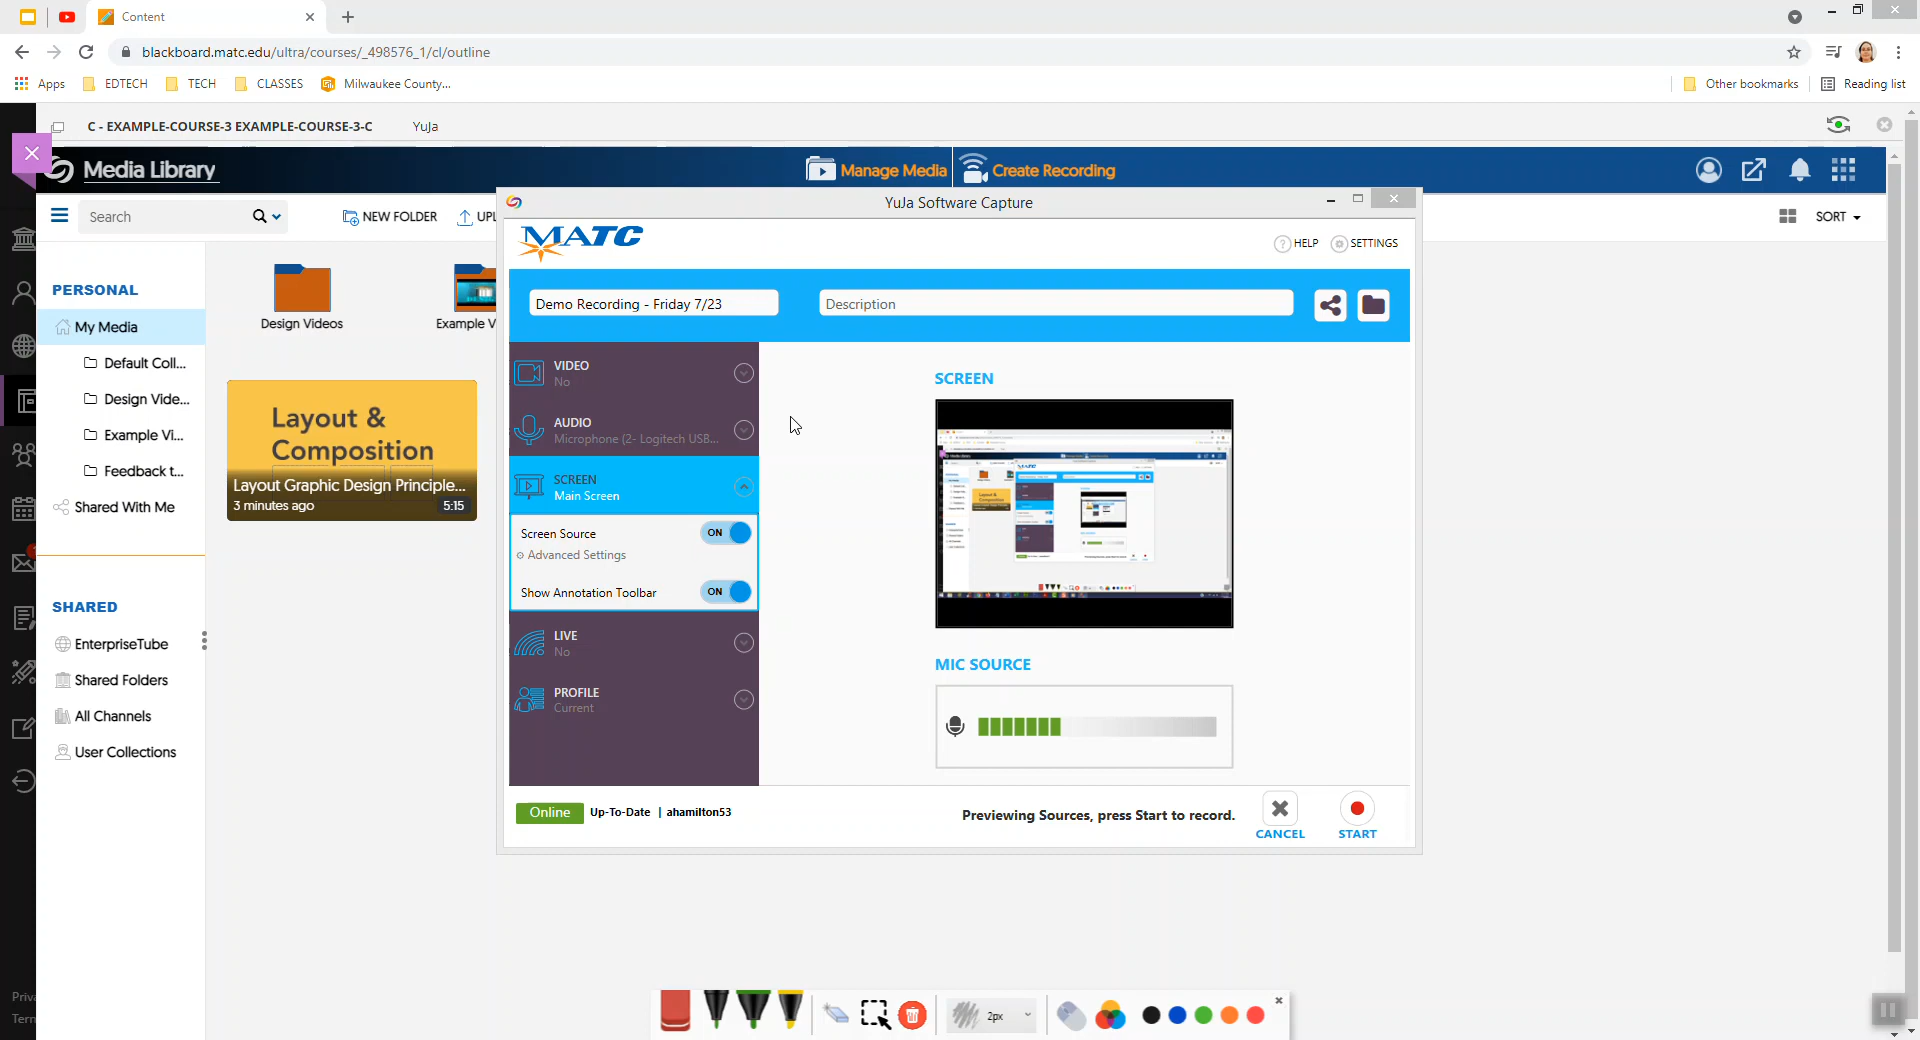 Content
blackboard.matc.edu/ultra/courses/_498576_1/cl/outline
Apps
EDTECH
TECH
CLASSES
Milwaukee County...
Other bookmarks
Reading list
C - EXAMPLE-COURSE-3 EXAMPLE-COURSE-3-C
YuJa
Media Library
Manage Media
Create Recording
Search
NEW FOLDER
UPL
SORT
YuJa Software Capture
MATC
HELP
SETTINGS
Demo Recording - Friday 7/23
Description
PERSONAL
My Media
Default Coll...
Design Vide...
Example Vi...
Feedback t...
Shared With Me
SHARED
EnterpriseTube
Shared Folders
All Channels
User Collections
Priva
Term
Design Videos
Example V
Layout &
Composition
Layout Graphic Design Principle...
3 minutes ago
5:15
VIDEO
No
AUDIO
Microphone (2- Logitech USB...
SCREEN
Main Screen
Screen Source
ON
Advanced Settings
Show Annotation Toolbar
ON
LIVE
No
PROFILE
Current
SCREEN
MIC SOURCE
Online
Up-To-Date | ahamilton53
Previewing Sources, press Start to record.
CANCEL
START
2px